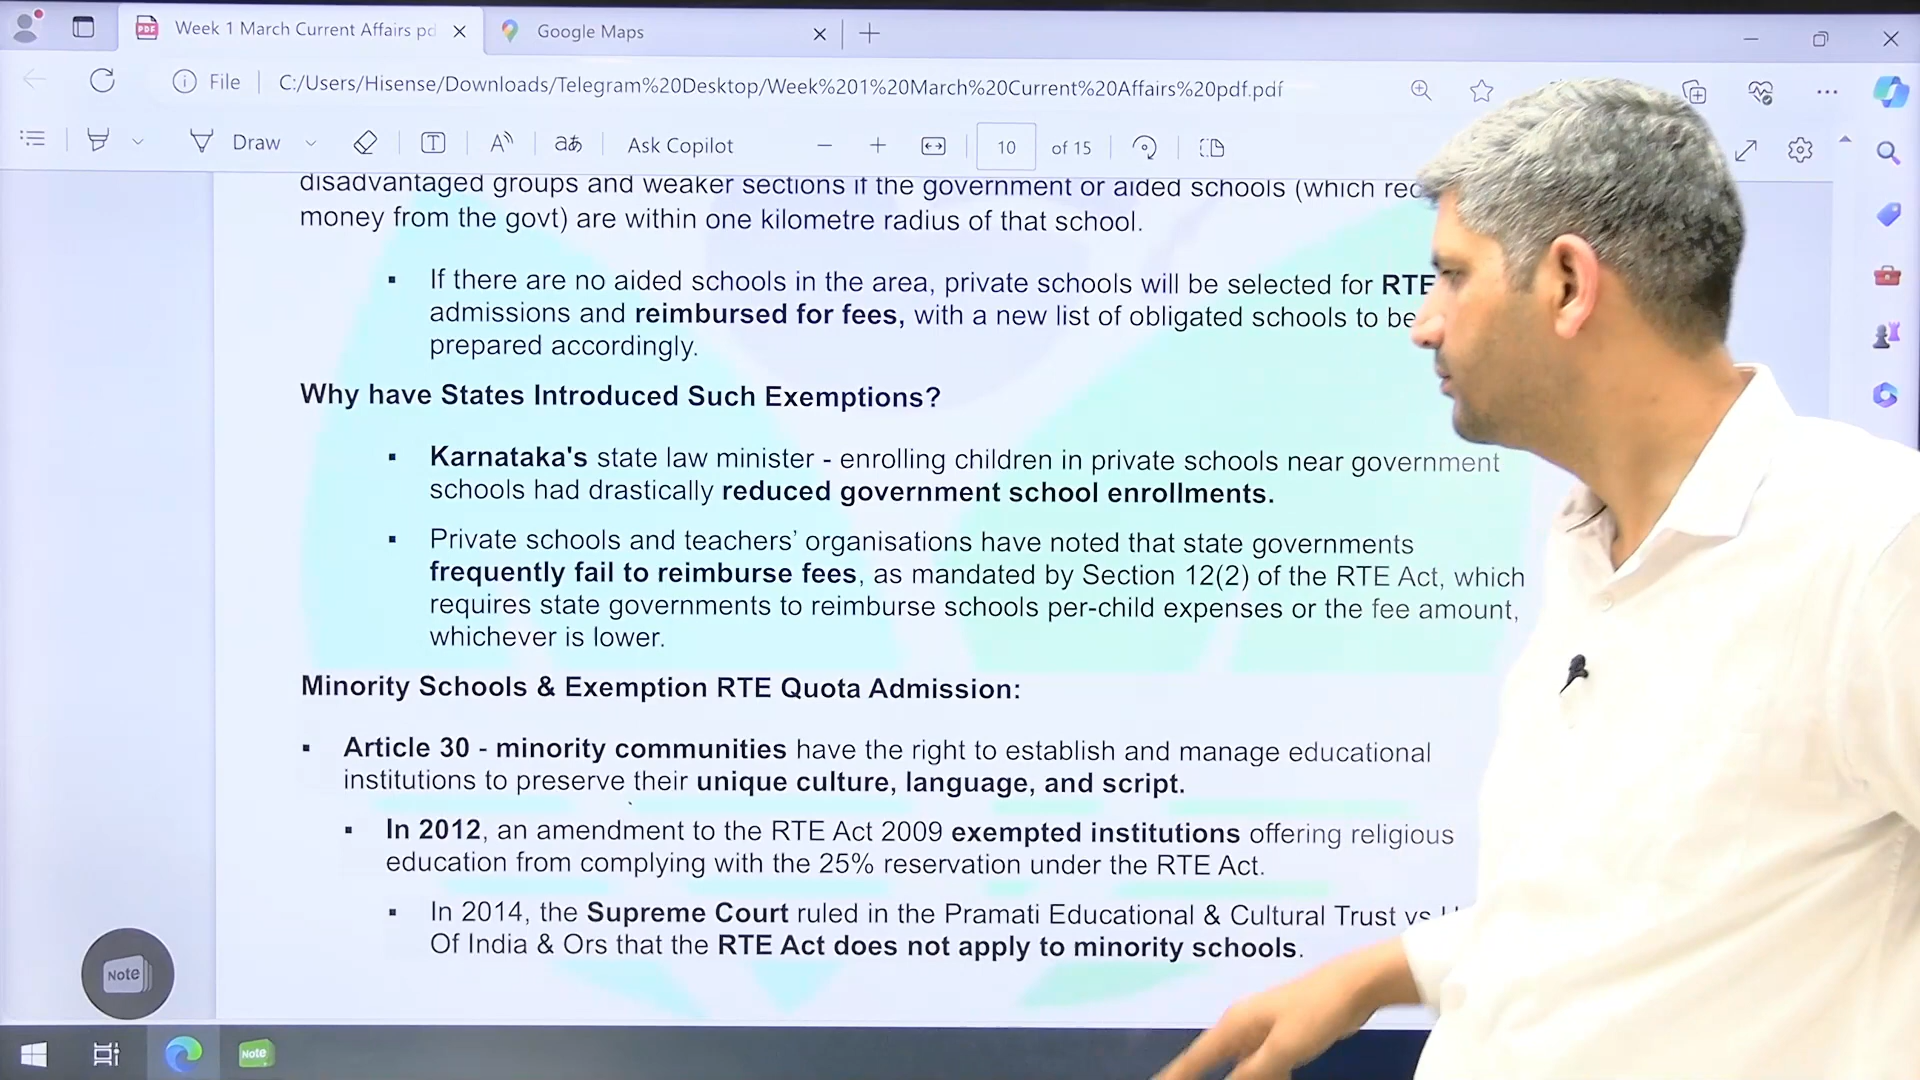 Week 1 March Current Affairs pd
Google Maps
File
C:/Users/Hisense/Downloads/Telegram%20Desktop/Week%201%20March%20Current%20Affairs%20pdf.pdf
Draw
T
A
aあ
Ask Copilot
10
of 15
disadvantaged groups and weaker sections if the government or aided schools (which rec
money from the govt) are within one kilometre radius of that school.
▪ If there are no aided schools in the area, private schools will be selected for RTE
admissions and reimbursed for fees, with a new list of obligated schools to be
prepared accordingly.
Why have States Introduced Such Exemptions?
▪ Karnataka's state law minister - enrolling children in private schools near government
schools had drastically reduced government school enrollments.
▪ Private schools and teachers' organisations have noted that state governments
frequently fail to reimburse fees, as mandated by Section 12(2) of the RTE Act, which
requires state governments to reimburse schools per-child expenses or the fee amount,
whichever is lower.
Minority Schools & Exemption RTE Quota Admission:
▪ Article 30 - minority communities have the right to establish and manage educational
institutions to preserve their unique culture, language, and script.
▪ In 2012, an amendment to the RTE Act 2009 exempted institutions offering religious
education from complying with the 25% reservation under the RTE Act.
▪ In 2014, the Supreme Court ruled in the Pramati Educational & Cultural Trust vs
Of India & Ors that the RTE Act does not apply to minority schools.
Note
Note